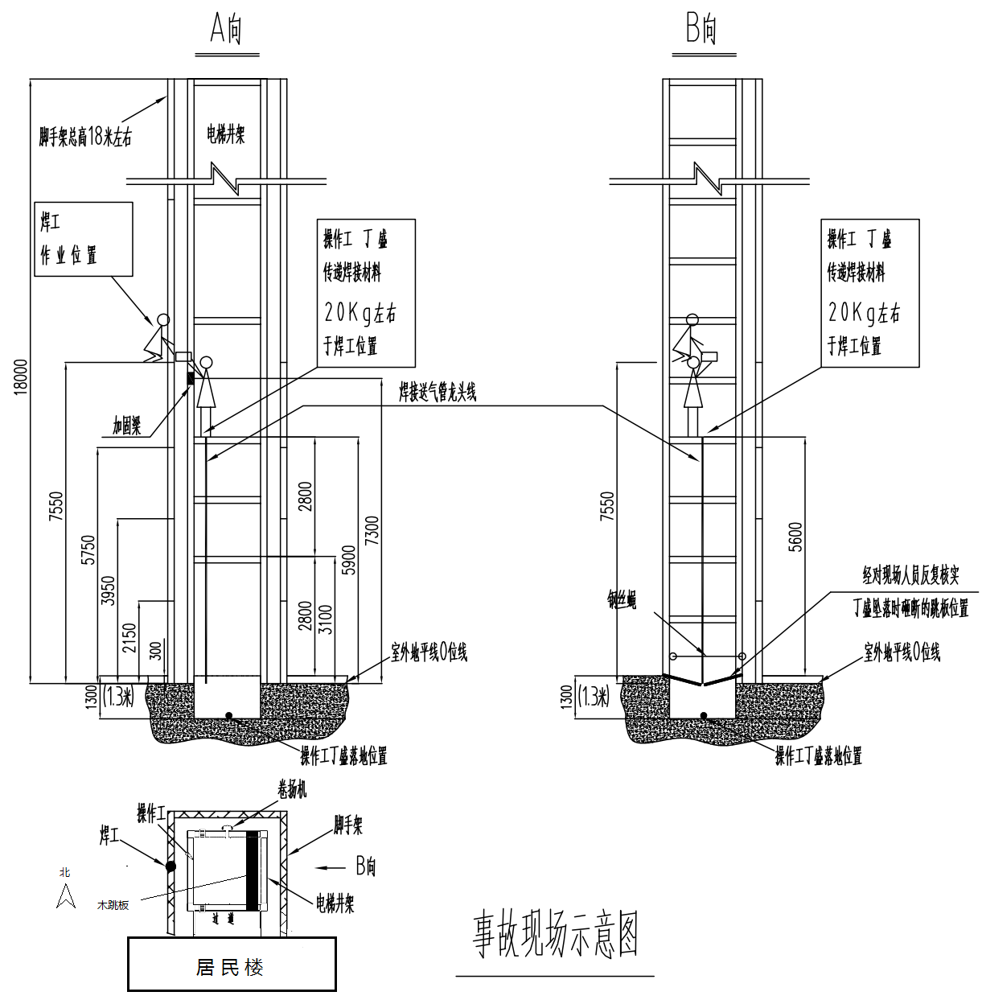 A向
B向
脚手架总高18米左右
电梯井架
焊工
作业位置
操作工 丁盛
传递焊接材料
20Kg左右
于焊工位置
操作工 丁盛
传递焊接材料
20Kg左右
于焊工位置
18000
加固梁
焊接送气管龙头线
7550
5750
3950
2150
300
2800
2800
3100
5900
7300
7550
5600
钢丝绳
经对现场人员反复核实
丁盛坠落时砸断的跳板位置
室外地平线0位线
室外地平线0位线
1300
(1.3米)
1300
(1.3米)
操作工丁盛落地位置
操作工丁盛落地位置
卷扬机
操作工
焊工
脚手架
B向
北
木跳板
电梯井架
过道
居民楼
事故现场示意图